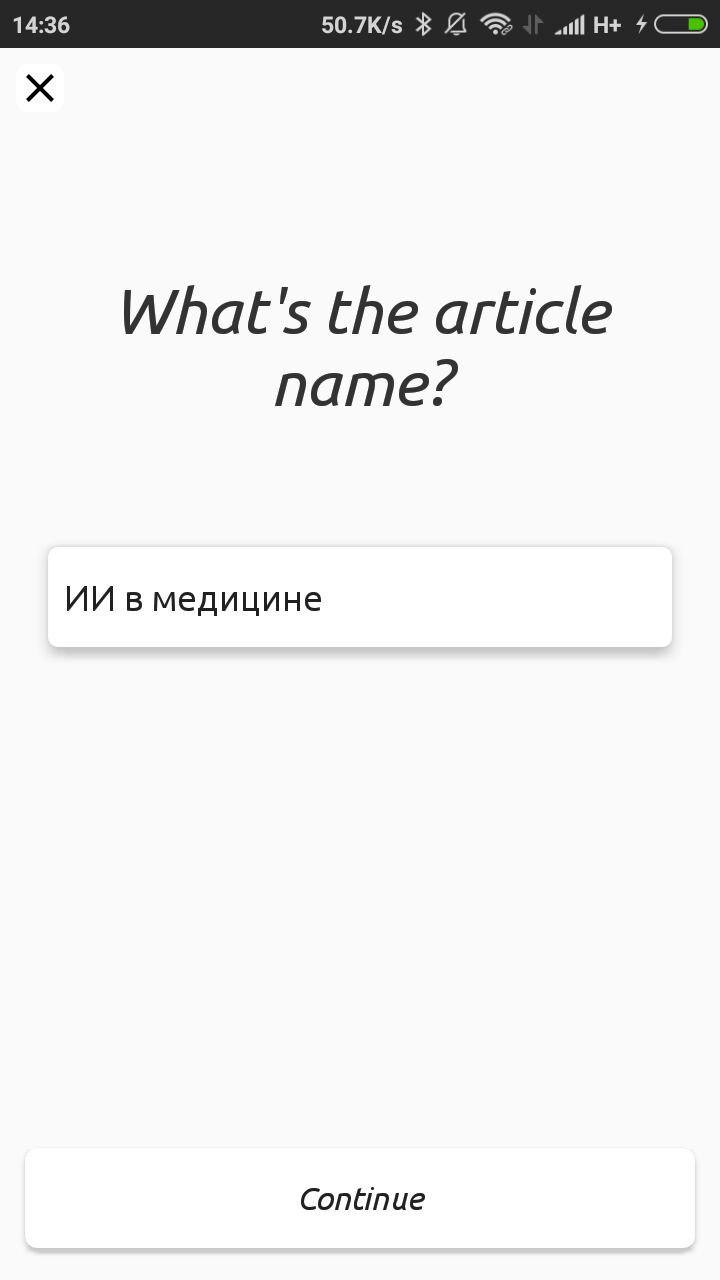 14:36 50.7K/s H+
What's the article
name?
ИИ в медицине
Continue